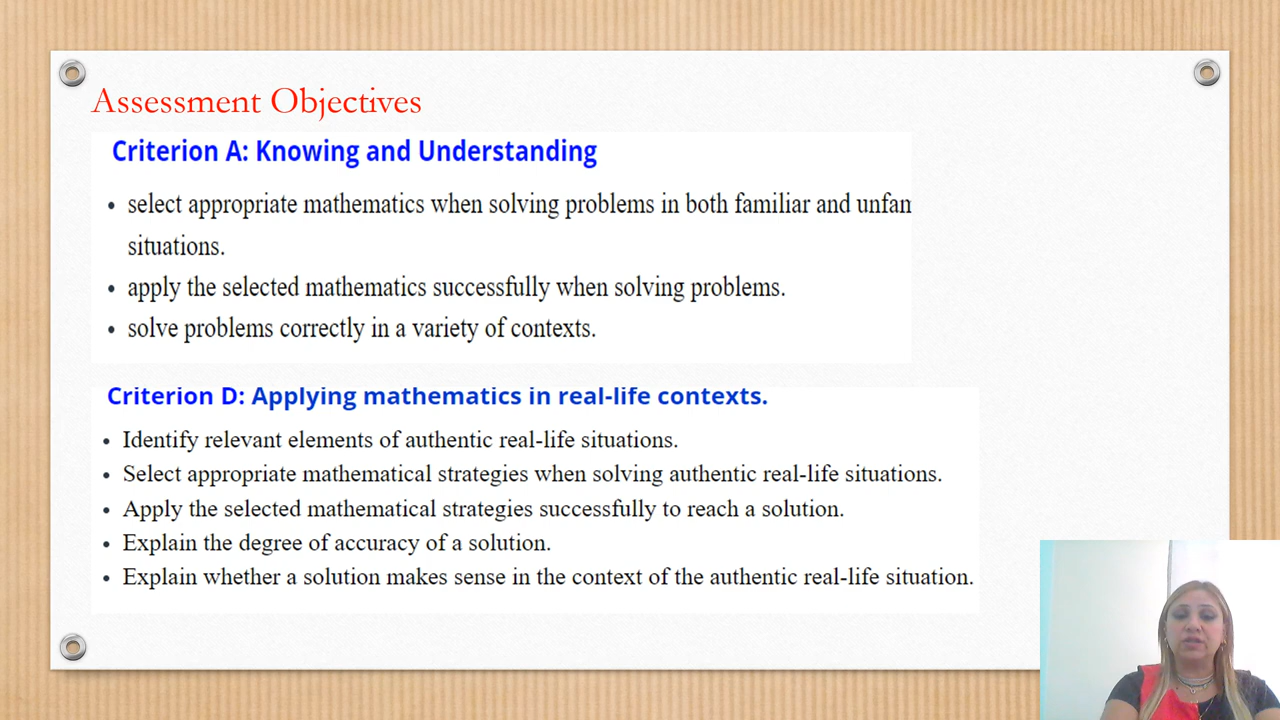 Assessment Objectives
Criterion A: Knowing and Understanding
• select appropriate mathematics when solving problems in both familiar and unfam
situations.
• apply the selected mathematics successfully when solving problems.
• solve problems correctly in a variety of contexts.
Criterion D: Applying mathematics in real-life contexts.
• Identify relevant elements of authentic real-life situations.
• Select appropriate mathematical strategies when solving authentic real-life situations.
• Apply the selected mathematical strategies successfully to reach a solution.
• Explain the degree of accuracy of a solution.
• Explain whether a solution makes sense in the context of the authentic real-life situation.